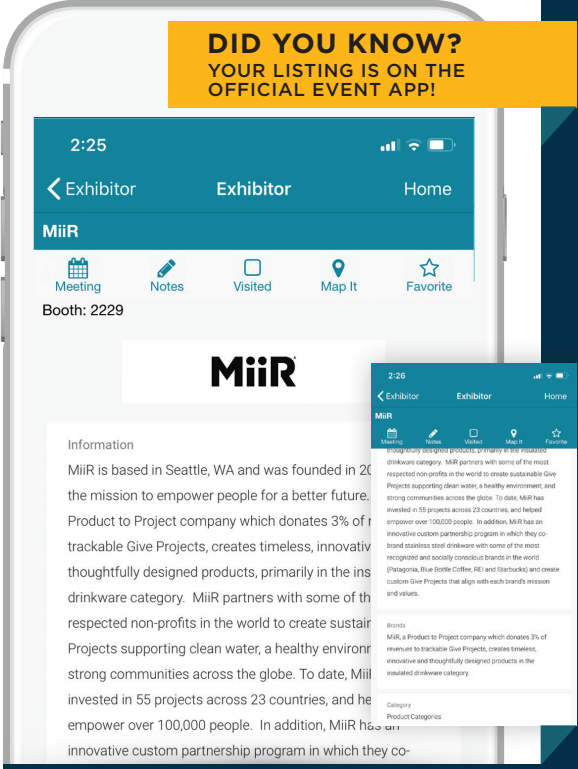 DID YOU KNOW?
YOUR LISTING IS ON THE
OFFICIAL EVENT APP!
2:25
Exhibitor
Exhibitor
Home
MiiR
Meeting
Notes
Visited
Map It
Favorite
Booth: 2229
MiiR
Information
MiiR is based in Seattle, WA and was founded in 20
the mission to empower people for a better future.
Product to Project company which donates 3% of r
trackable Give Projects, creates timeless, innovativ
thoughtfully designed products, primarily in the ins
drinkware category. MiiR partners with some of th
respected non-profits in the world to create sustain
Projects supporting clean water, a healthy environr
strong communities across the globe. To date, MiiR
invested in 55 projects across 23 countries, and he
empower over 100,000 people. In addition, MiiR has an
innovative custom partnership program in which they co-
2:26
Exhibitor
Exhibitor
Home
MiiR
Meeting
Notes
Visited
Map It
Favorite
thoughtfully designed products, primarily in the insulated
drinkware category. MiiR partners with some of the most
respected non-profits in the world to create sustainable Give
Projects supporting clean water, a healthy environment, and
strong communities across the globe. To date, MiiR has
invested in 55 projects across 23 countries, and helped
empower over 100,000 people. In addition, MiiR has an
innovative custom partnership program in which they co-
brand stainless steel drinkware with some of the most
recognized and socially conscious brands in the world
(Patagonia, Blue Bottle Coffee, REI and Starbucks) and create
custom Give Projects that align with each brand's mission
and values.
Brands
MiiR, a Product to Project company which donates 3% of
revenues to trackable Give Projects, creates timeless,
innovative and thoughtfully designed products in the
insulated drinkware category.
Category
Product Categories